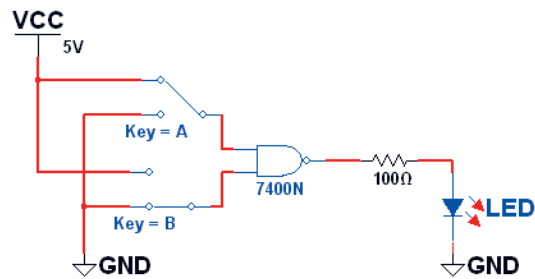 VCC
5V
Key = A
7400N
100Ω
LED
Key = B
GND
GND